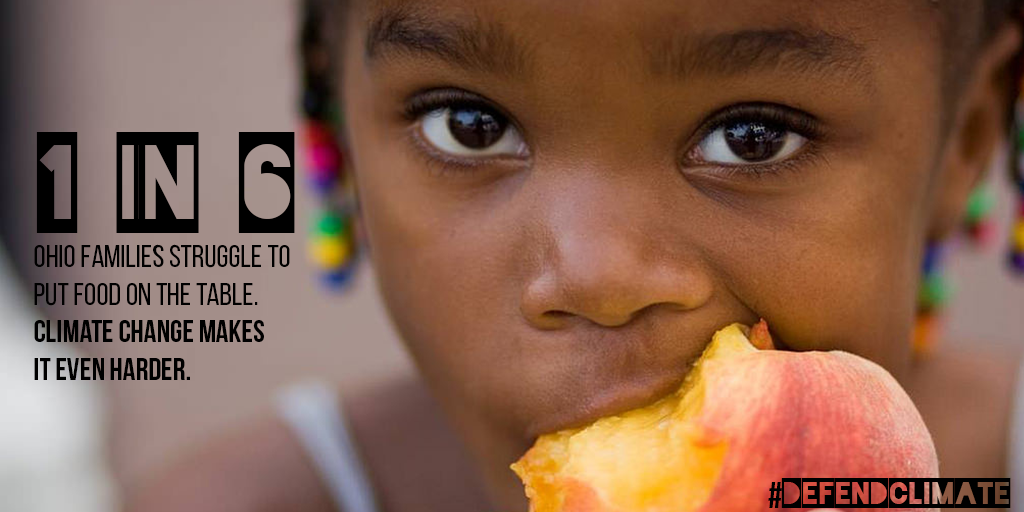 1 IN 6
OHIO FAMILIES STRUGGLE TO
PUT FOOD ON THE TABLE.
CLIMATE CHANGE MAKES
IT EVEN HARDER.
#DEFENDCLIMATE